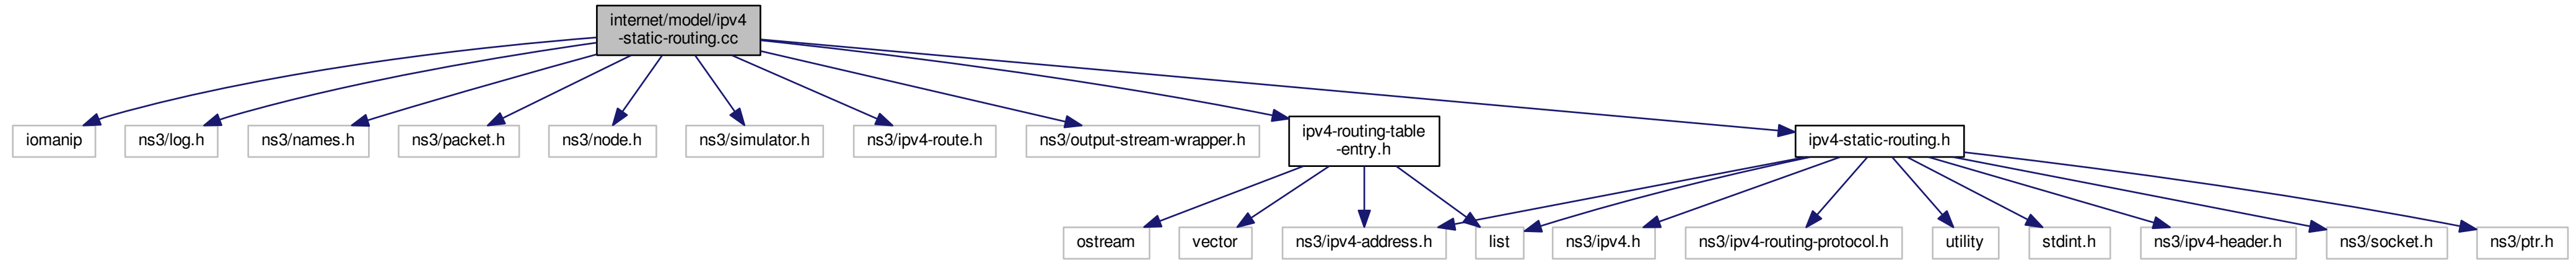 internet/model/ipv4
-static-routing.cc
iomanip
ns3/log.h
ns3/names.h
ns3/packet.h
ns3/node.h
ns3/simulator.h
ns3/ipv4-route.h
ns3/output-stream-wrapper.h
ipv4-routing-table
-entry.h
ipv4-static-routing.h
ostream
vector
ns3/ipv4-address.h
list
ns3/ipv4.h
ns3/ipv4-routing-protocol.h
utility
stdint.h
ns3/ipv4-header.h
ns3/socket.h
ns3/ptr.h